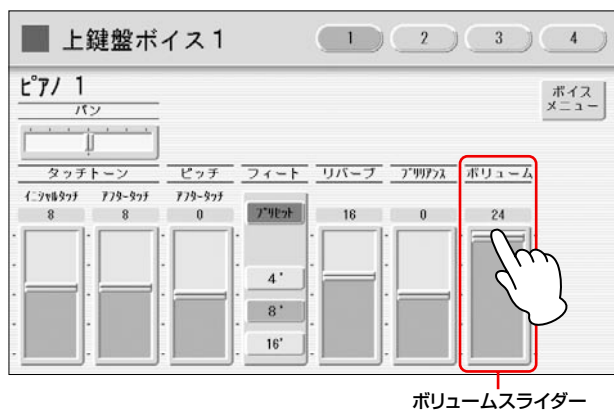 上鍵盤ボイス1
1
2
3
4
ピアノ 1
ボイス
メニュー
パン
タッチトーン
ピッチ
フィート
リバーブ
ブリリアンス
ボリューム
イニシャルタッチ
アフタータッチ
アフタータッチ
8
8
0
プリセット
16
0
24
4'
8'
16'
ボリュームスライダー